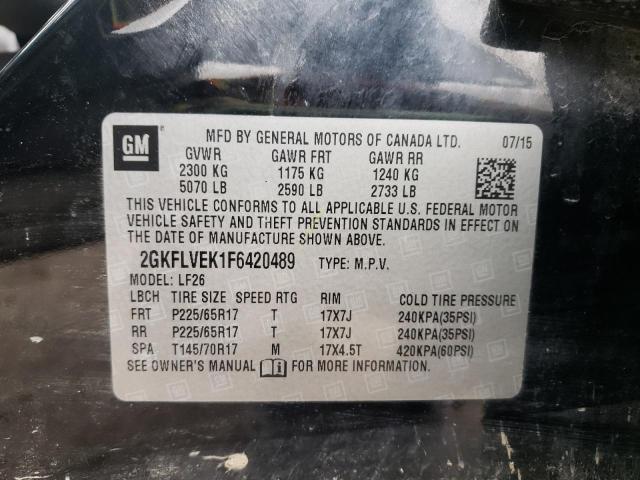 GM
MFD BY GENERAL MOTORS OF CANADA LTD. 07/15
GVWR GAWR FRT GAWR RR
2300 KG 1175 KG 1240 KG
5070 LB 2590 LB 2733 LB
THIS VEHICLE CONFORMS TO ALL APPLICABLE U.S. FEDERAL MOTOR
VEHICLE SAFETY AND THEFT PREVENTION STANDARDS IN EFFECT ON
THE DATE OF MANUFACTURE SHOWN ABOVE.
2GKFLVEK1F6420489 TYPE: M.P.V.
MODEL: LF26
LBCH TIRE SIZE SPEED RTG RIM COLD TIRE PRESSURE
FRT P225/65R17 T 17X7J 240KPA(35PSI)
RR P225/65R17 T 17X7J 240KPA(35PSI)
SPA T145/70R17 M 17X4.5T 420KPA(60PSI)
SEE OWNER'S MANUAL FOR MORE INFORMATION.